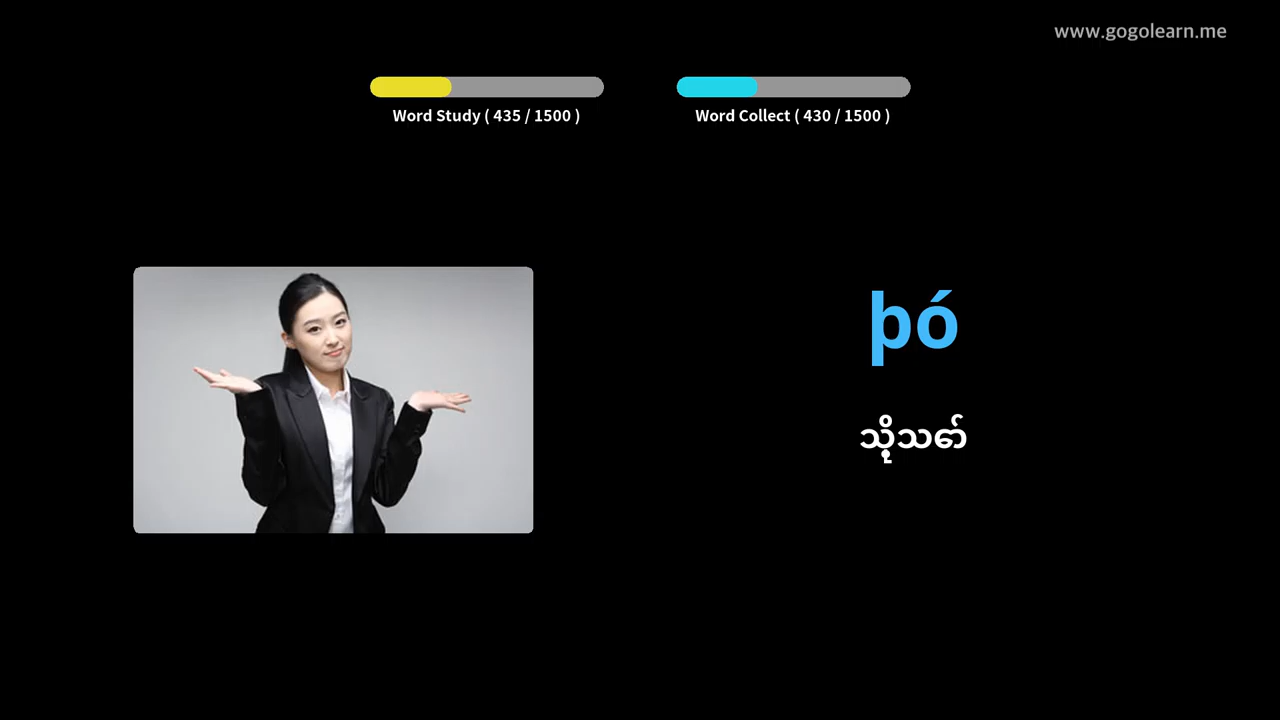 www.gogolearn.me
Word Study ( 435 / 1500 )
Word Collect ( 430 / 1500 )
þó
သို့သော်